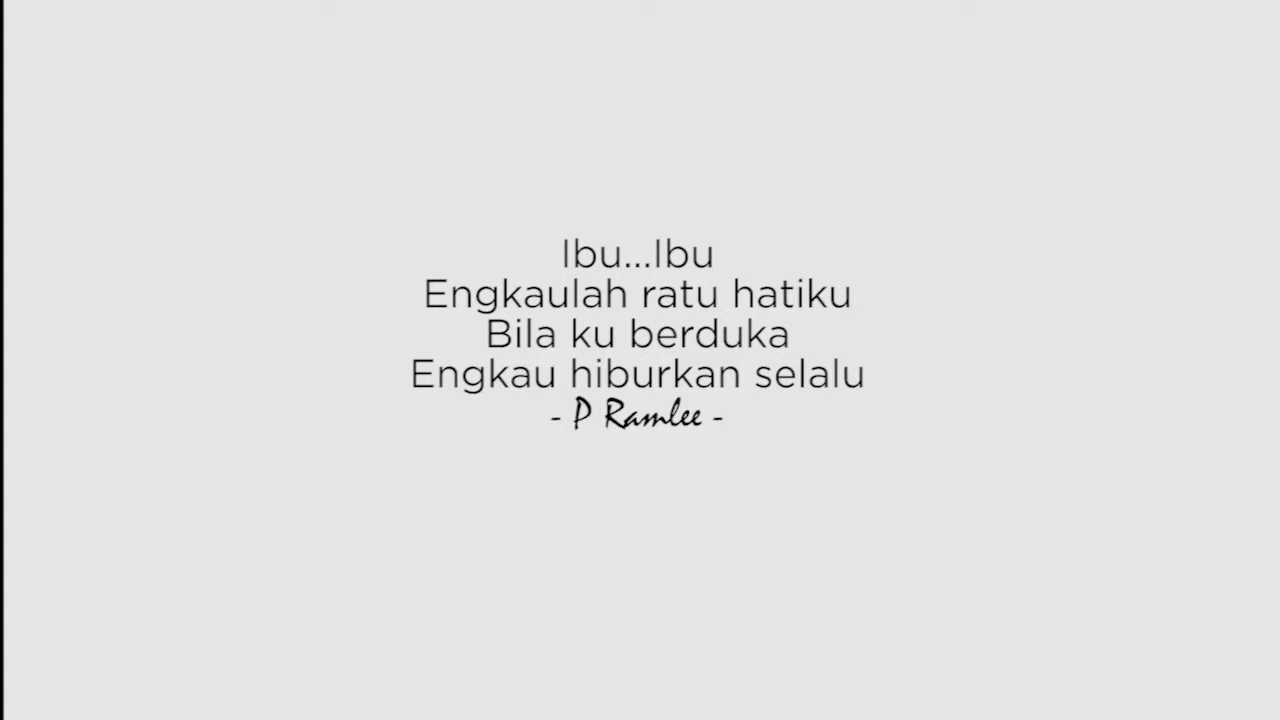 Ibu...Ibu
Engkaulah ratu hatiku
Bila ku berduka
Engkau hiburkan selalu
- P Ramlee -